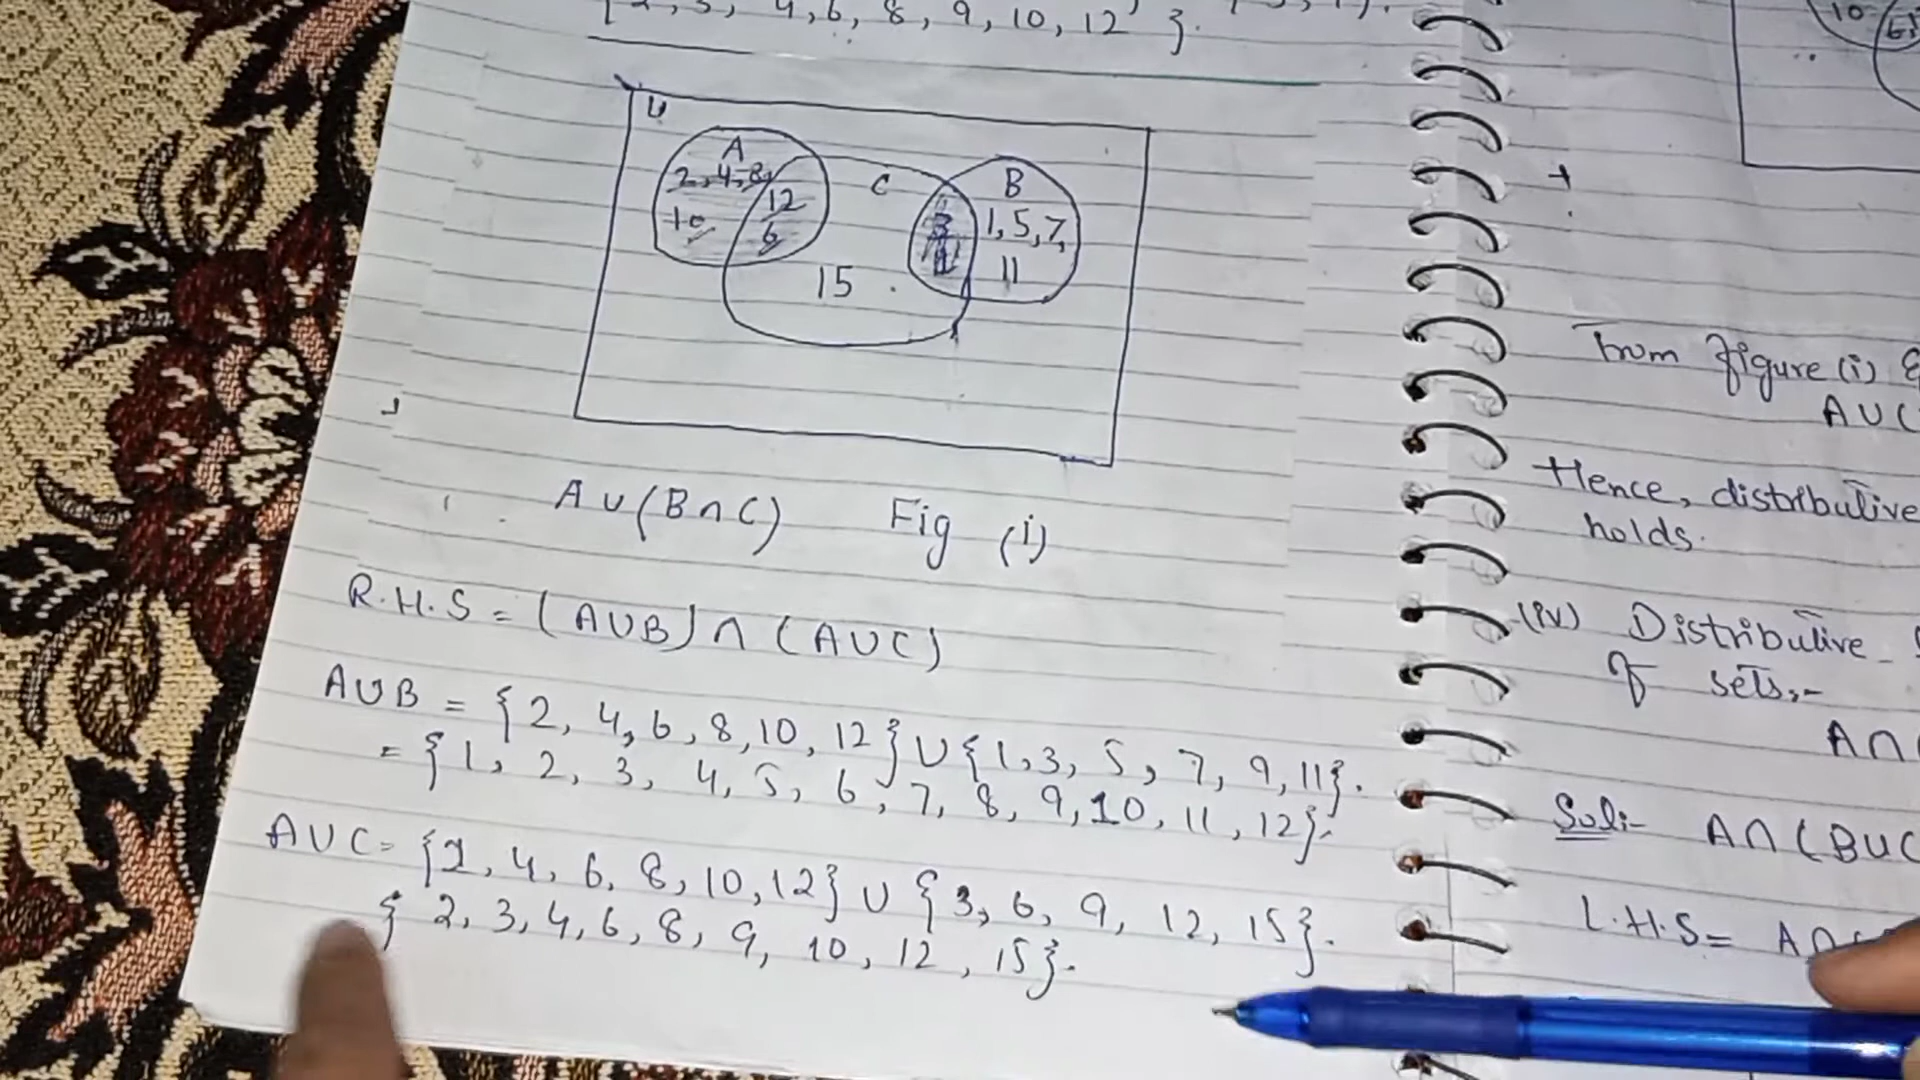 4, 6, 8, 9, 10, 12 }.
U
A
2, 4, 8,
12
10
6
C
15
3
B
1, 5, 7,
11
A ∪ (B ∩ C) Fig (i)
R.H.S = (A ∪ B) ∩ (A ∪ C)
A ∪ B = {2, 4, 6, 8, 10, 12} ∪ {1, 3, 5, 7, 9, 11}.
= {1, 2, 3, 4, 5, 6, 7, 8, 9, 10, 11, 12}.
A ∪ C = {2, 4, 6, 8, 10, 12} ∪ {3, 6, 9, 12, 15}.
{ 2, 3, 4, 6, 8, 9, 10, 12, 15}.
10
From figure (i) &
A ∪ (
Hence, distributive
holds.
(iv) Distributive
of sets:-
A ∩
Sol:- A ∩ (B ∪ C
L.H.S = A ∩